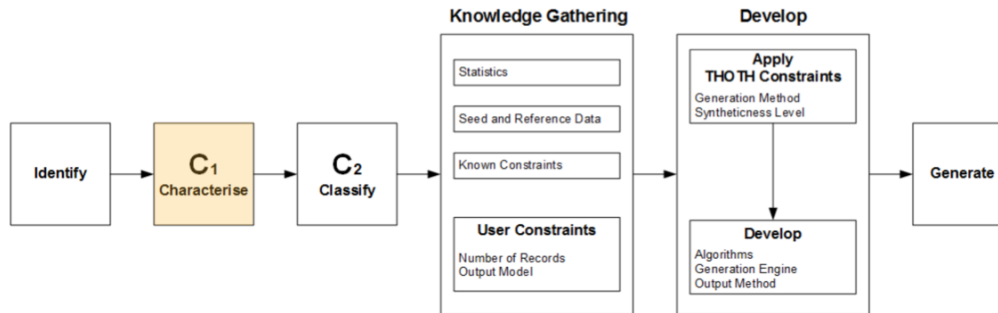 Knowledge Gathering
Develop
Identify
C₁
Characterise
C₂
Classify
Statistics
Seed and Reference Data
Known Constraints
User Constraints
Number of Records
Output Model
Apply
THOTH Constraints
Generation Method
Syntheticness Level
Develop
Algorithms
Generation Engine
Output Method
Generate